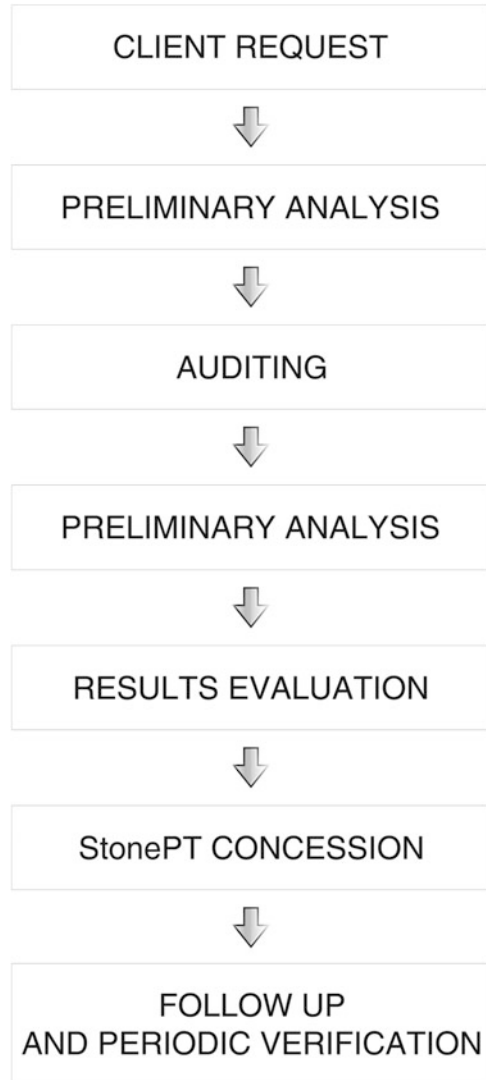 CLIENT REQUEST
PRELIMINARY ANALYSIS
AUDITING
PRELIMINARY ANALYSIS
RESULTS EVALUATION
StonePT CONCESSION
FOLLOW UP
AND PERIODIC VERIFICATION